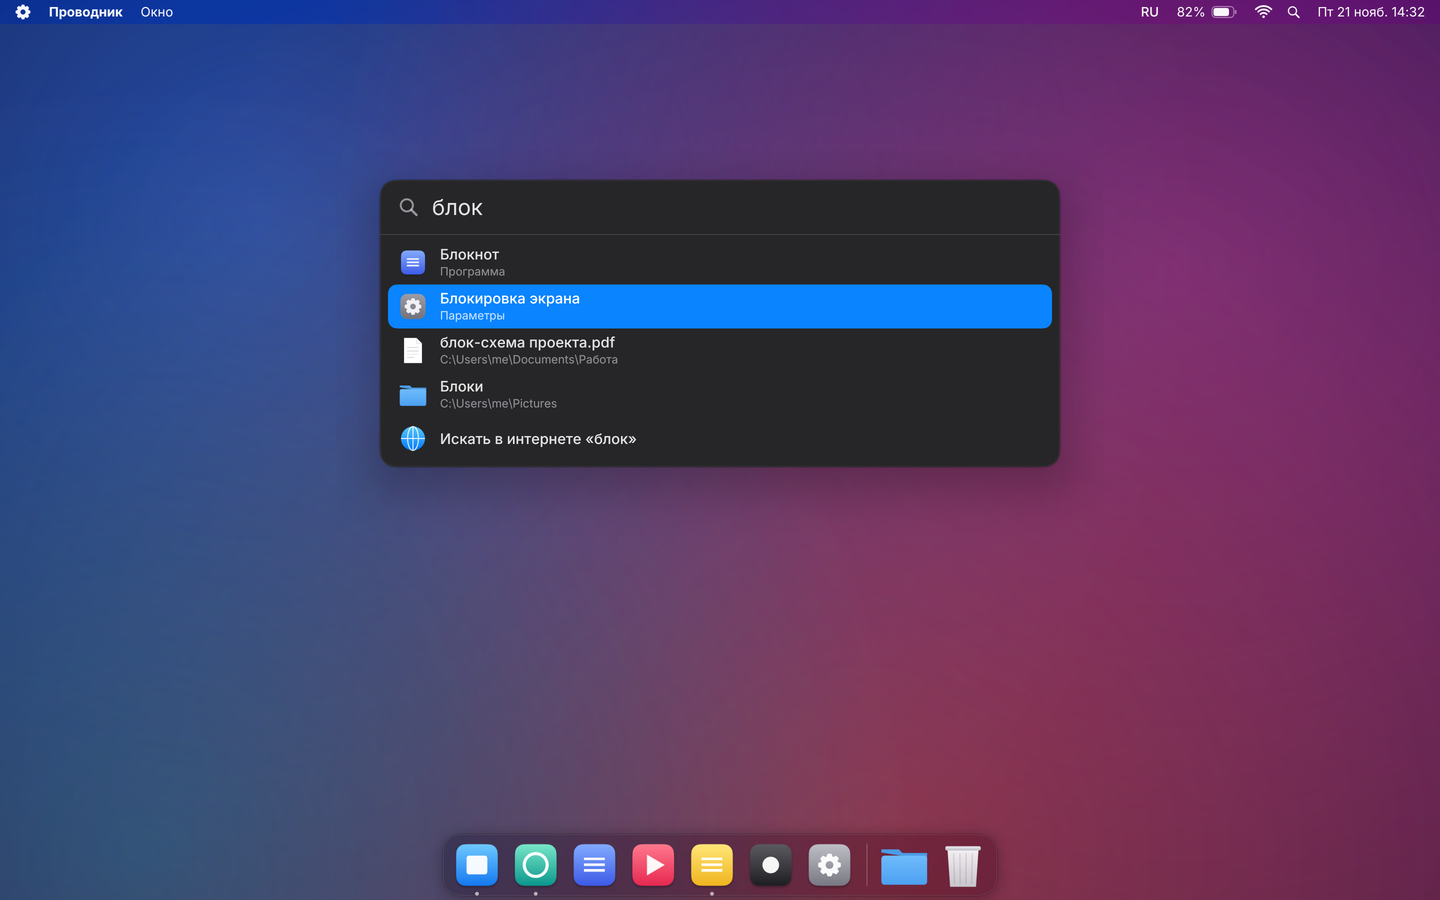 Проводник Окно RU 82% Пт 21 нояб. 14:32
блок
Блокнот
Программа
Блокировка экрана
Параметры
блок-схема проекта.pdf
C:\Users\me\Documents\Работа
Блоки
C:\Users\me\Pictures
Искать в интернете «блок»